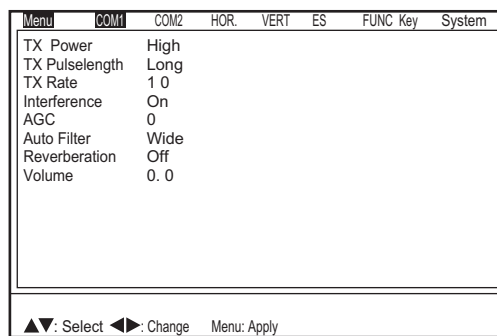 Menu COM1 COM2 HOR. VERT ES FUNC Key System
TX Power High
TX Pulselength Long
TX Rate 1 0
Interference On
AGC 0
Auto Filter Wide
Reverberation Off
Volume 0. 0
▲▼: Select ◀▶: Change Menu: Apply